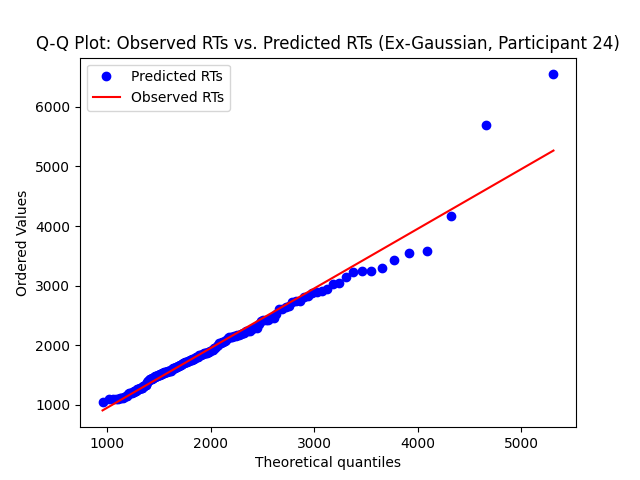 Q-Q Plot: Observed RTs vs. Predicted RTs (Ex-Gaussian, Participant 24)
Predicted RTs
Observed RTs
Ordered Values
6000
5000
4000
3000
2000
1000
1000 2000 3000 4000 5000
Theoretical quantiles